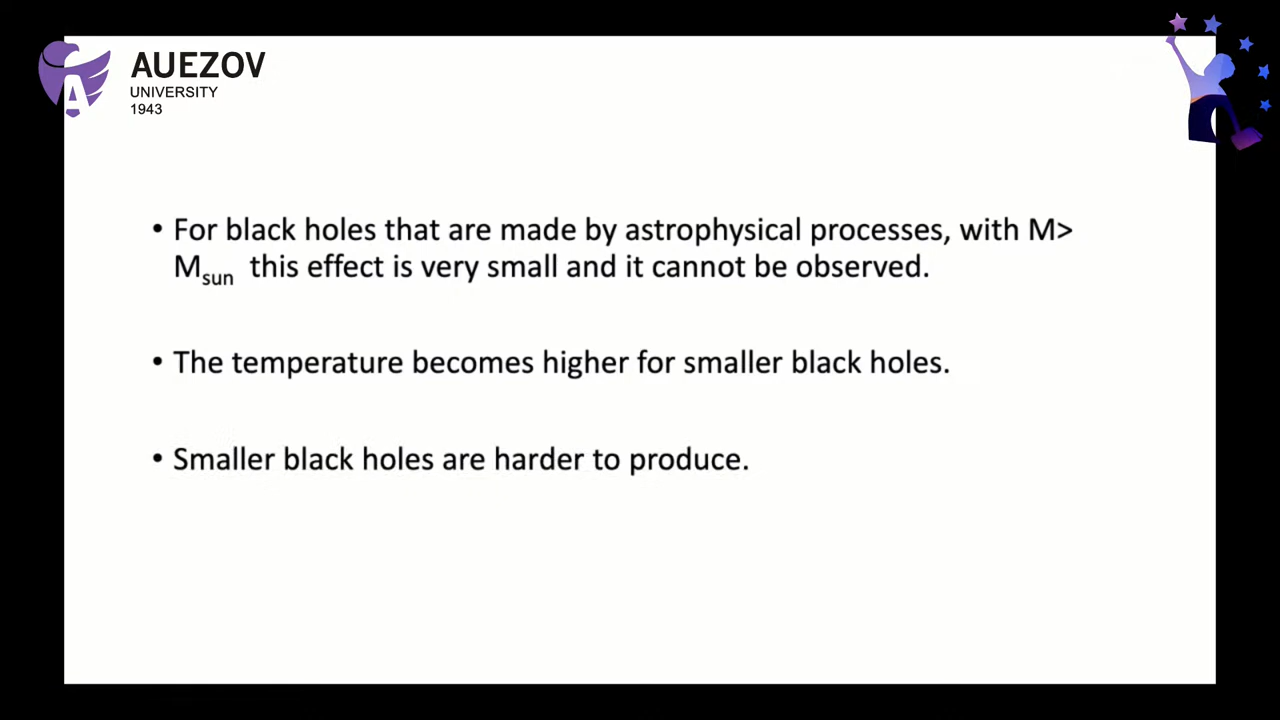 AUEZOV
UNIVERSITY
1943
• For black holes that are made by astrophysical processes, with M>
Msun this effect is very small and it cannot be observed.
• The temperature becomes higher for smaller black holes.
• Smaller black holes are harder to produce.